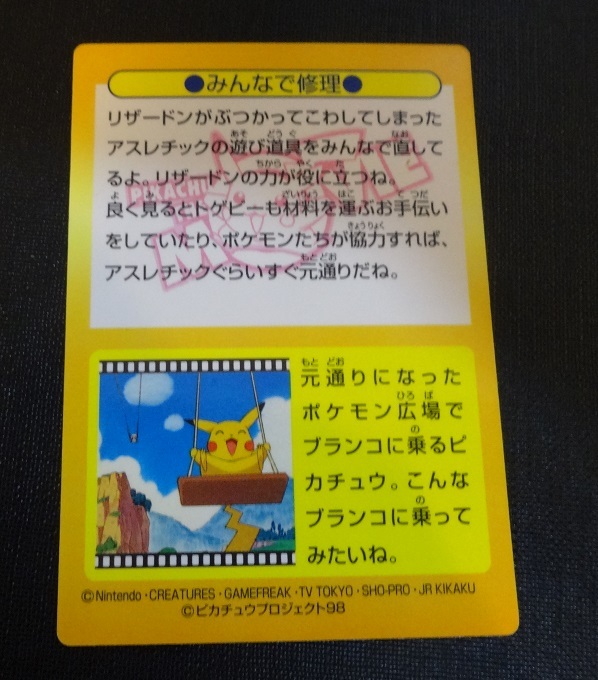 ●みんなで修理●
リザードンがぶつかってこわしてしまった
アスレチックの遊び道具をみんなで直して
るよ。リザードンの力が役に立つね。
良く見るとトゲピーも材料を運ぶお手伝い
をしていたり、ポケモンたちが協力すれば、
アスレチックぐらいすぐ元通りだね。
元通りになった
ポケモン広場で
ブランコに乗るピ
カチュウ。こんな
ブランコに乗って
みたいね。
©Nintendo・CREATURES・GAMEFREAK・TV TOKYO・SHO-PRO・JR KIKAKU
©ピカチュウプロジェクト98